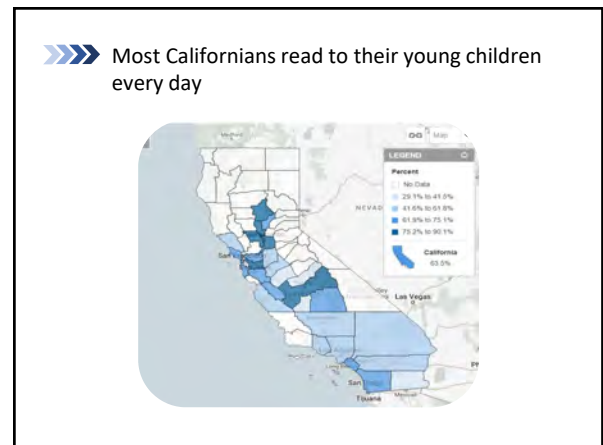 Most Californians read to their young children
every day
Map
LEGEND
Percent
No Data
29.1% to 41.5%
41.6% to 61.8%
61.9% to 75.1%
75.2% to 90.1%
California
63.5%
NEVAD
Las Vegas
San
Tijuana